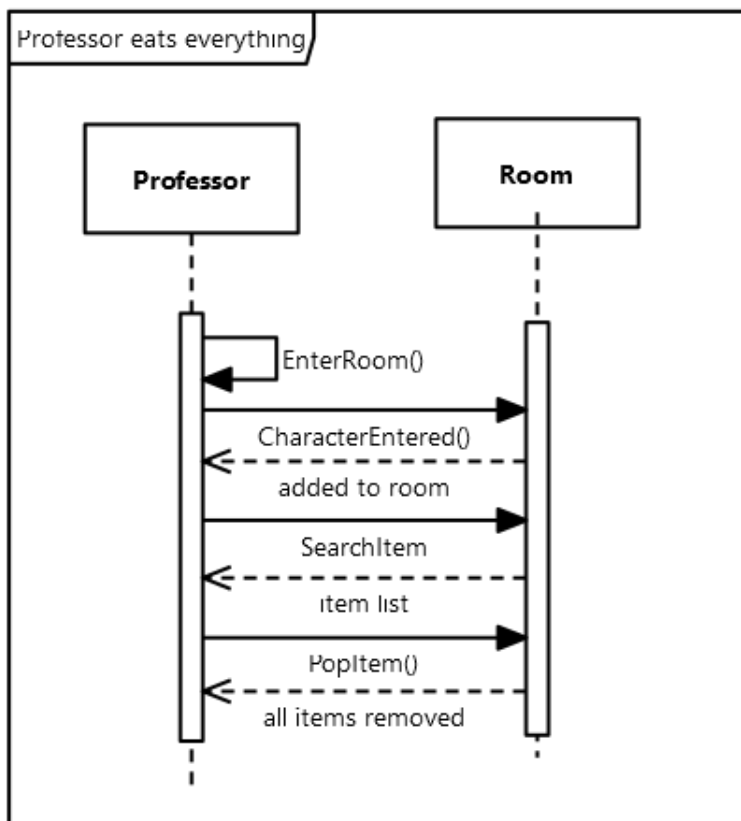 Professor eats everything
Professor
Room
EnterRoom()
CharacterEntered()
added to room
SearchItem
item list
PopItem()
all items removed